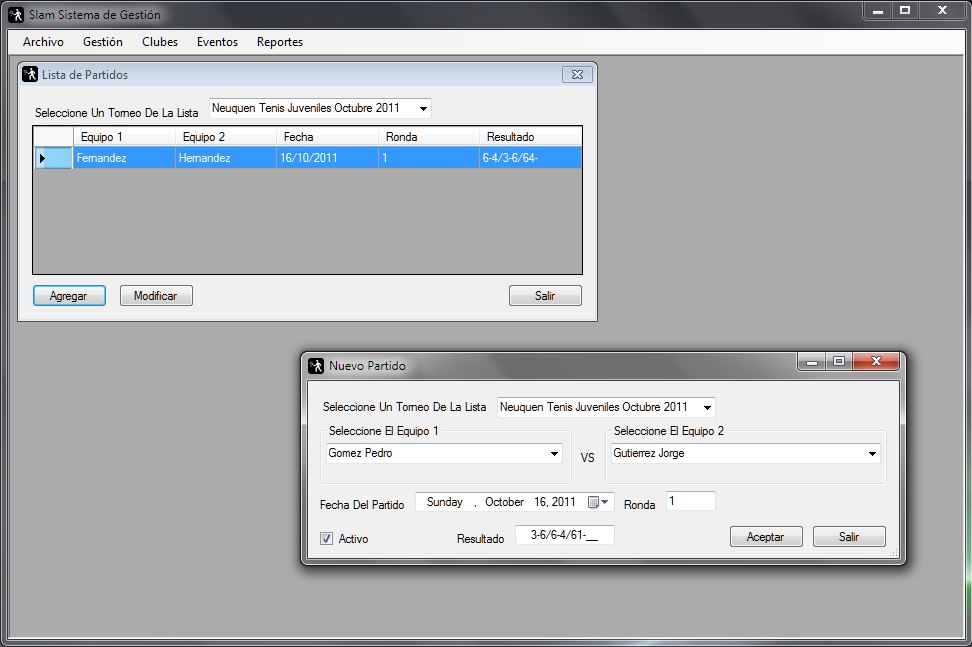 Slam Sistema de Gestión
Archivo Gestión Clubes Eventos Reportes
Lista de Partidos
Seleccione Un Torneo De La Lista Neuquen Tenis Juveniles Octubre 2011
Equipo 1 Equipo 2 Fecha Ronda Resultado
Fernandez Hernandez 16/10/2011 1 6-4/3-6/64-
Agregar Modificar Salir
Nuevo Partido
Seleccione Un Torneo De La Lista Neuquen Tenis Juveniles Octubre 2011
Seleccione El Equipo 1 Seleccione El Equipo 2
Gomez Pedro VS Gutierrez Jorge
Fecha Del Partido Sunday , October 16, 2011 Ronda 1
Activo Resultado 3-6/6-4/61-__ Aceptar Salir